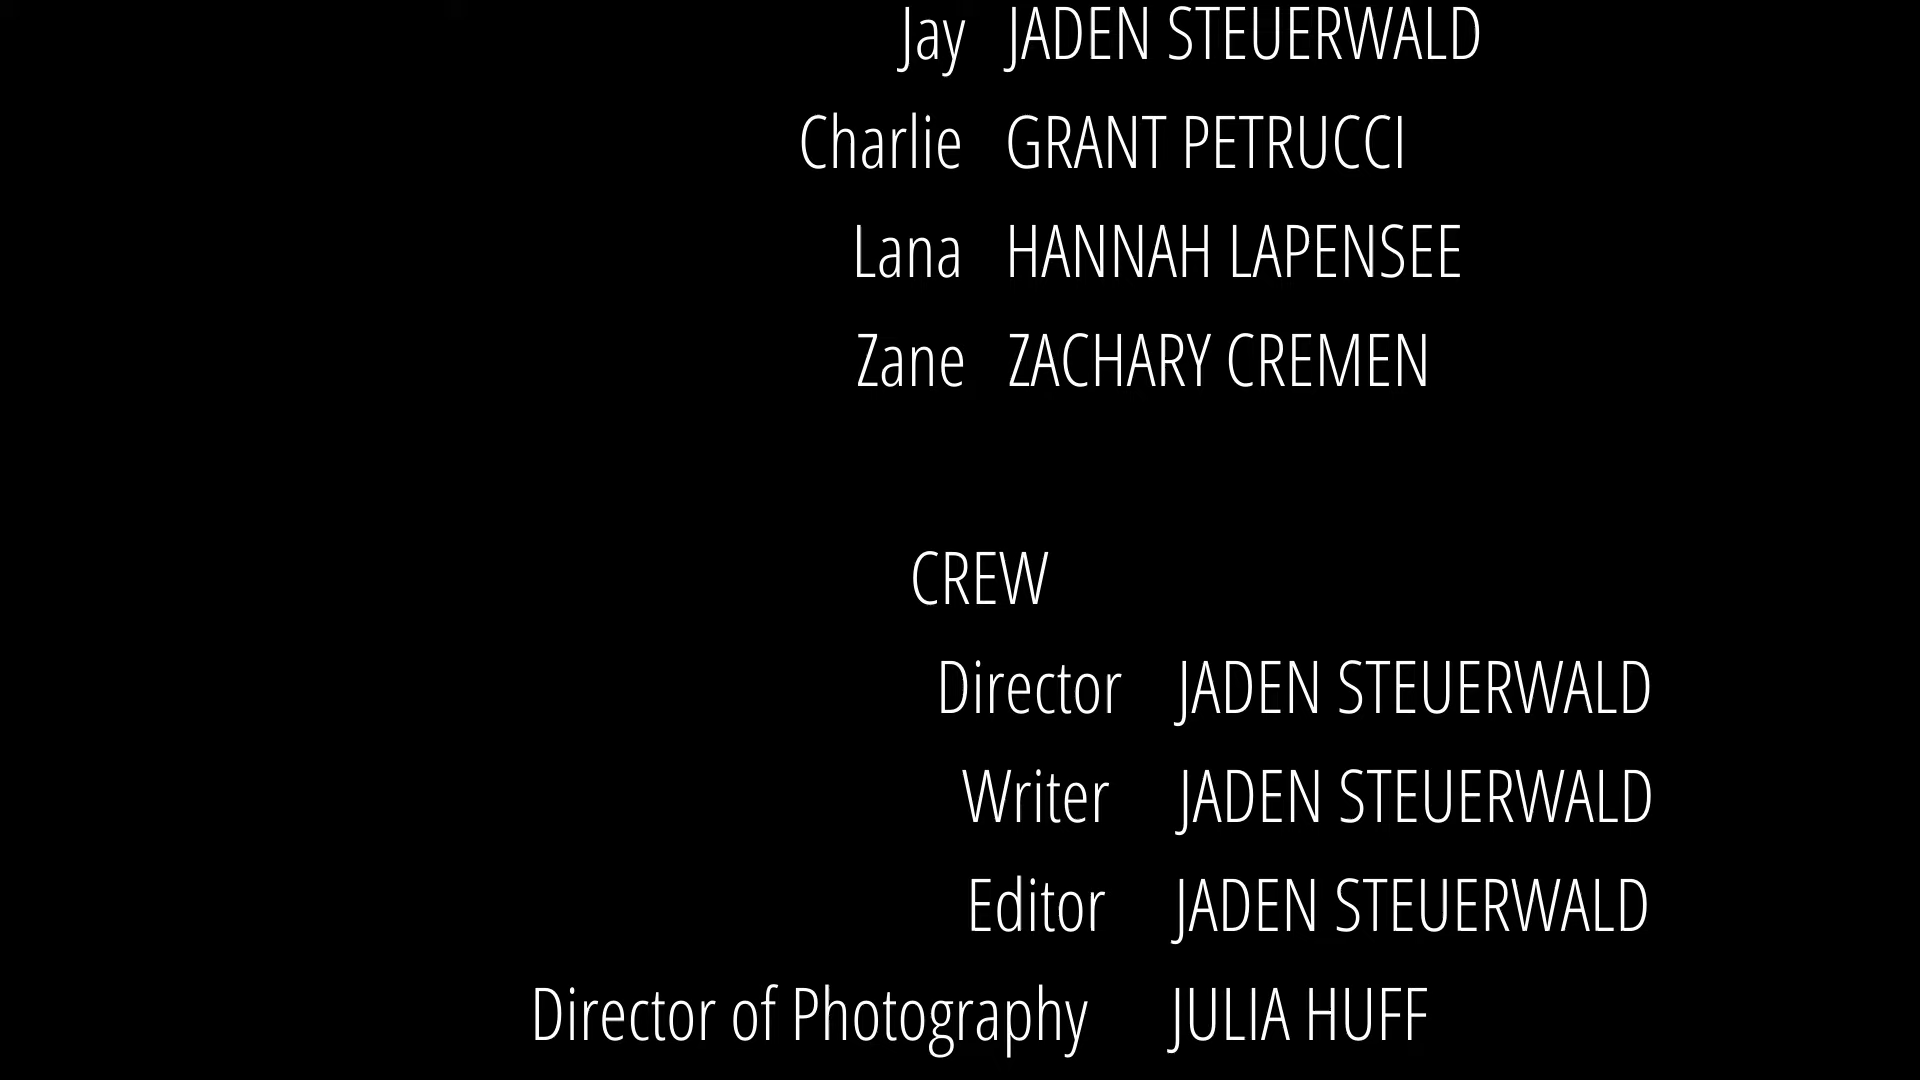 Jay JADEN STEUERWALD
Charlie GRANT PETRUCCI
Lana HANNAH LAPENSEE
Zane ZACHARY CREMEN
CREW
Director JADEN STEUERWALD
Writer JADEN STEUERWALD
Editor JADEN STEUERWALD
Director of Photography JULIA HUFF